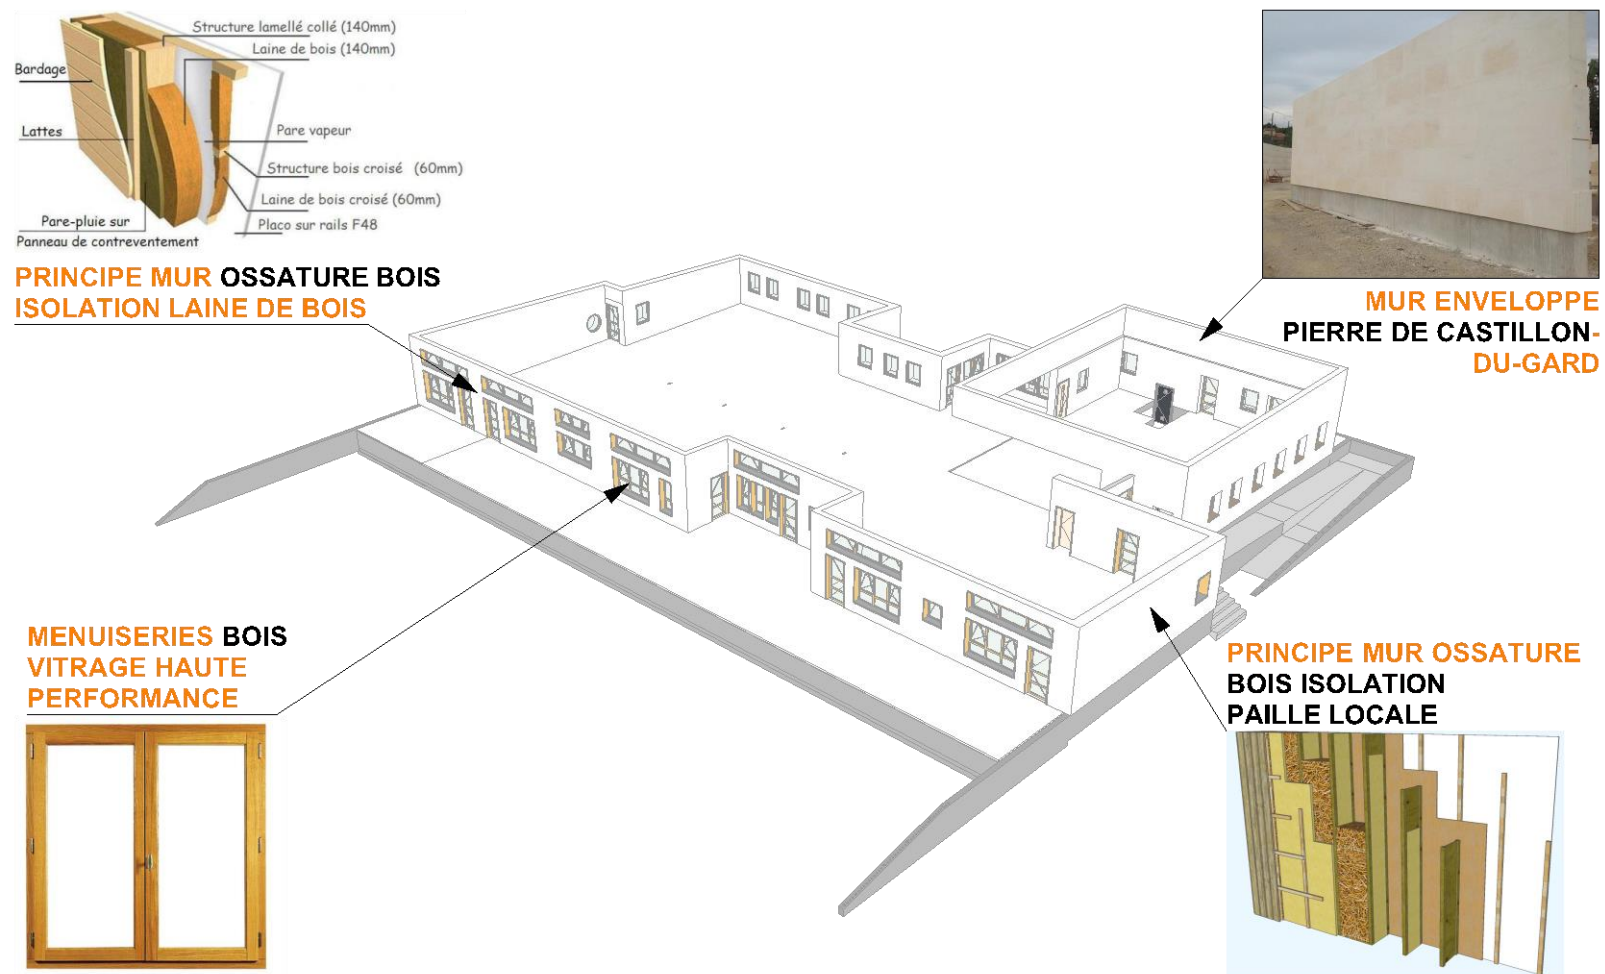 Structure lamellé collé (140mm)
Laine de bois (140mm)
Bardage
Lattes
Pare vapeur
Structure bois croisé (60mm)
Laine de bois croisé (60mm)
Placo sur rails F48
Pare-pluie sur
Panneau de contreventement
PRINCIPE MUR OSSATURE BOIS
ISOLATION LAINE DE BOIS
MUR ENVELOPPE
PIERRE DE CASTILLON-
DU-GARD
MENUISERIES BOIS
VITRAGE HAUTE
PERFORMANCE
PRINCIPE MUR OSSATURE
BOIS ISOLATION
PAILLE LOCALE